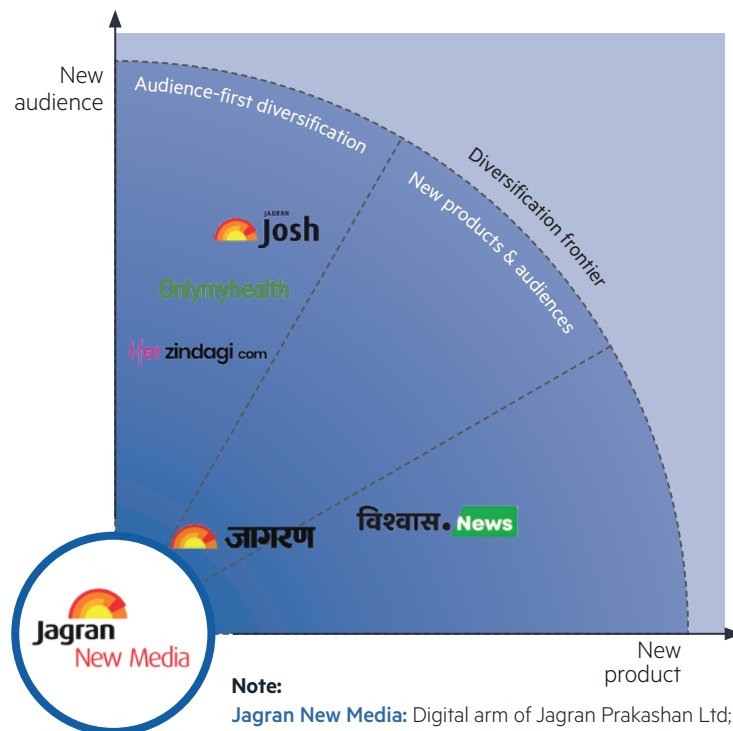 New
audience
Audience-first diversification
Diversification frontier
New products & audiences
JAGRAN
Josh
Onlymyhealth
Herzindagi com
जागरण
विश्वास.News
Jagran
New Media
New
product
Note:
Jagran New Media: Digital arm of Jagran Prakashan Ltd;